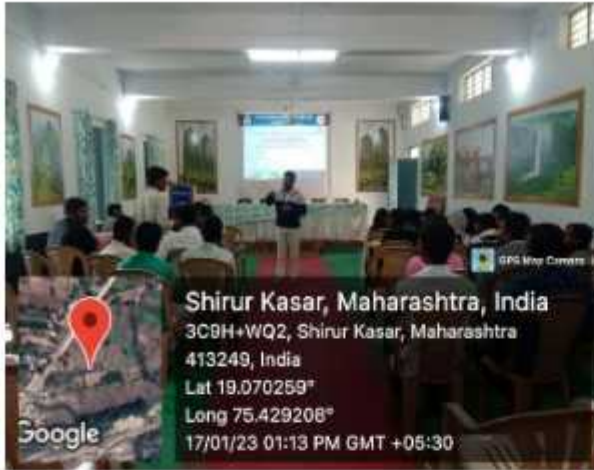 GPS Map Camera
Shirur Kasar, Maharashtra, India
3C9H+WQ2, Shirur Kasar, Maharashtra
413249, India
Lat 19.070259°
Long 75.429208°
17/01/23 01:13 PM GMT +05:30
Google